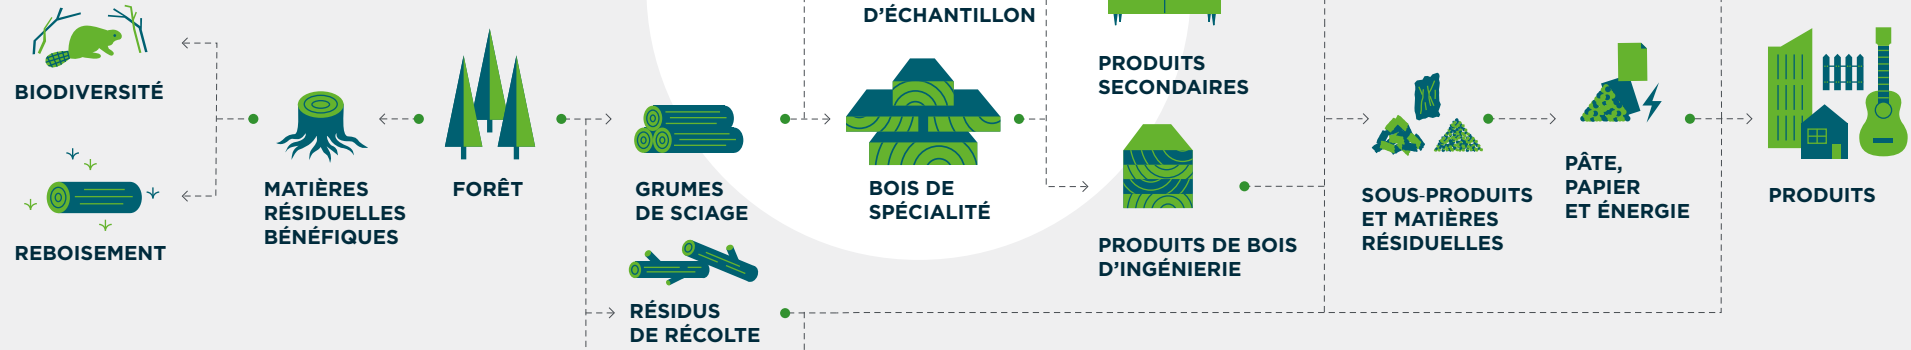 D’ÉCHANTILLON
PRODUITS
SECONDAIRES
BIODIVERSITÉ
REBOISEMENT
MATIÈRES
RÉSIDUELLES
BÉNÉFIQUES
FORÊT
GRUMES
DE SCIAGE
RÉSIDUS
DE RÉCOLTE
BOIS DE
SPÉCIALITÉ
PRODUITS DE BOIS
D’INGÉNIERIE
SOUS-PRODUITS
ET MATIÈRES
RÉSIDUELLES
PÂTE,
PAPIER
ET ÉNERGIE
PRODUITS